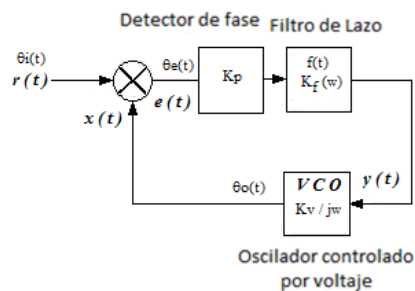 Detector de fase
Filtro de Lazo
θi(t)
r(t)
x(t)
θe(t)
e(t)
Kp
f(t)
Kf(w)
θo(t)
VCO
Kv / jw
y(t)
Oscilador controlado
por voltaje